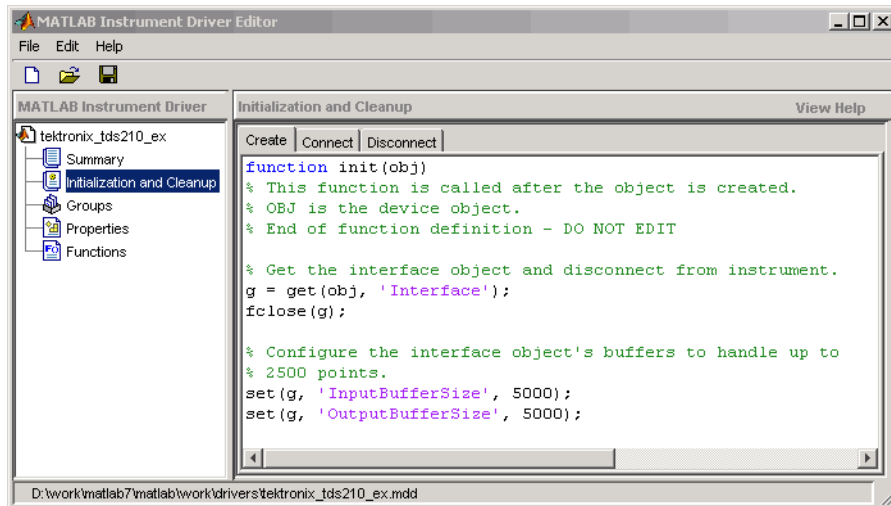 MATLAB Instrument Driver Editor
File Edit Help
MATLAB Instrument Driver
Initialization and Cleanup View Help
tektronix_tds210_ex
Summary
Initialization and Cleanup
Groups
Properties
Functions
Create Connect Disconnect
function init(obj)
% This function is called after the object is created.
% OBJ is the device object.
% End of function definition - DO NOT EDIT
% Get the interface object and disconnect from instrument.
g = get(obj, 'Interface');
fclose(g);
% Configure the interface object's buffers to handle up to
% 2500 points.
set(g, 'InputBufferSize', 5000);
set(g, 'OutputBufferSize', 5000);
D:\work\matlab7\matlab\work\drivers\tektronix_tds210_ex.mdd